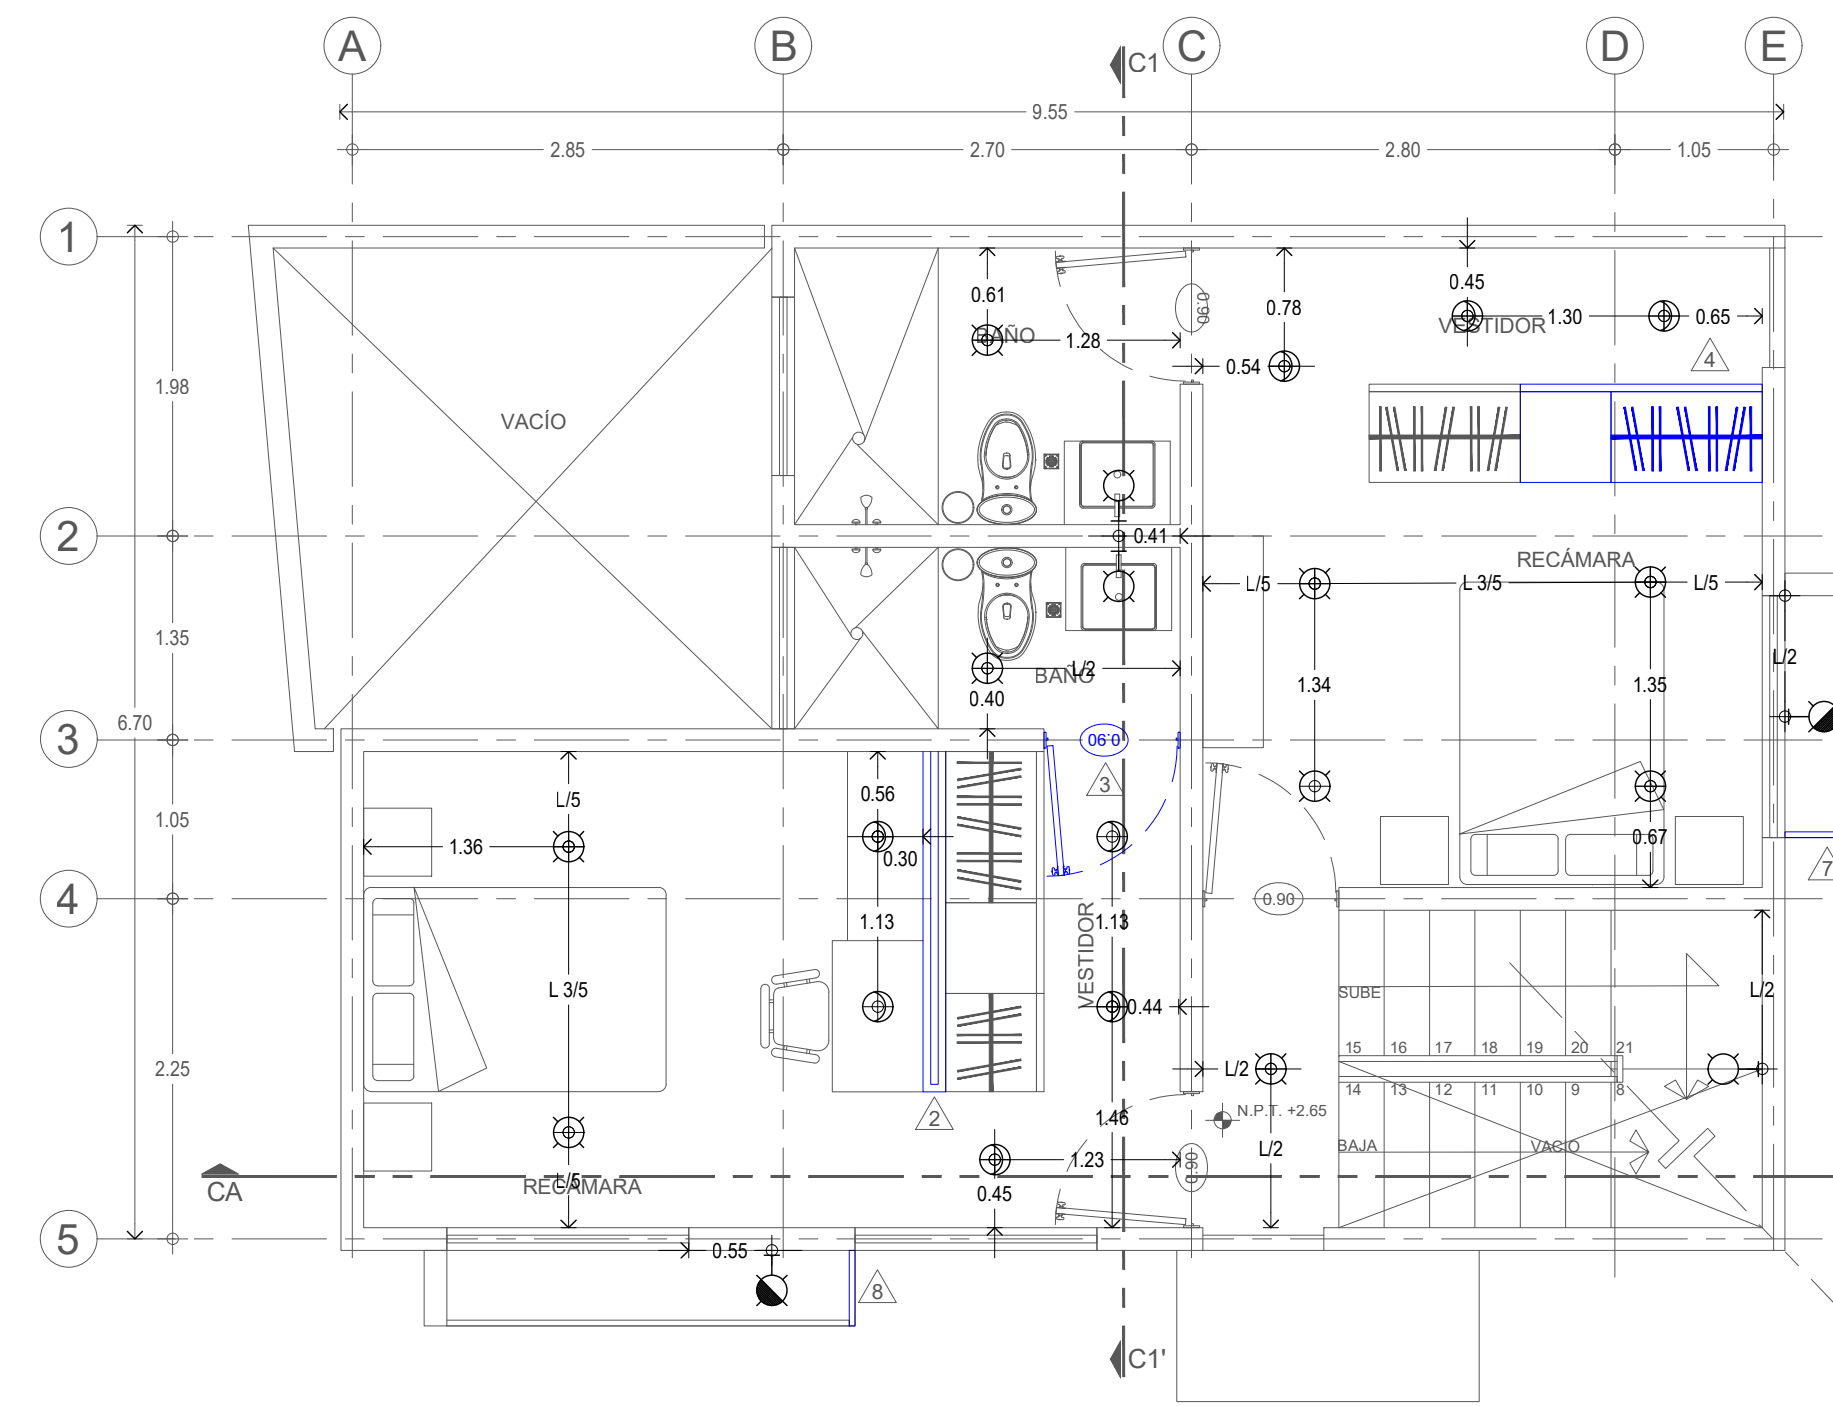 A B C D E
C1
9.55
2.85 2.70 2.80 1.05
1
0.61 0.90 0.78 0.45
BAÑO 1.28 VESTIDOR 1.30 0.65
0.54 4
1.98
VACÍO
2 0.41
RECÁMARA
L/5 L 3/5 L/5
1.35
L/2
BAÑO L/2
0.40 1.34 1.35
6.70
3 0.90
3
L/5 0.56
1.05
1.36 0.30 0.67
7
4 0.90
1.13 VESTIDOR 1.13
L 3/5 SUBE L/2
0.44
15 16 17 18 19 20 21
2.25 L/2
14 13 12 11 10 9 8
2 1.46 N.P.T. +2.65
L/2 BAJA VACIO
1.23 0.90
CA RECÁMARA L/5 0.45
5
0.55
8
C1'